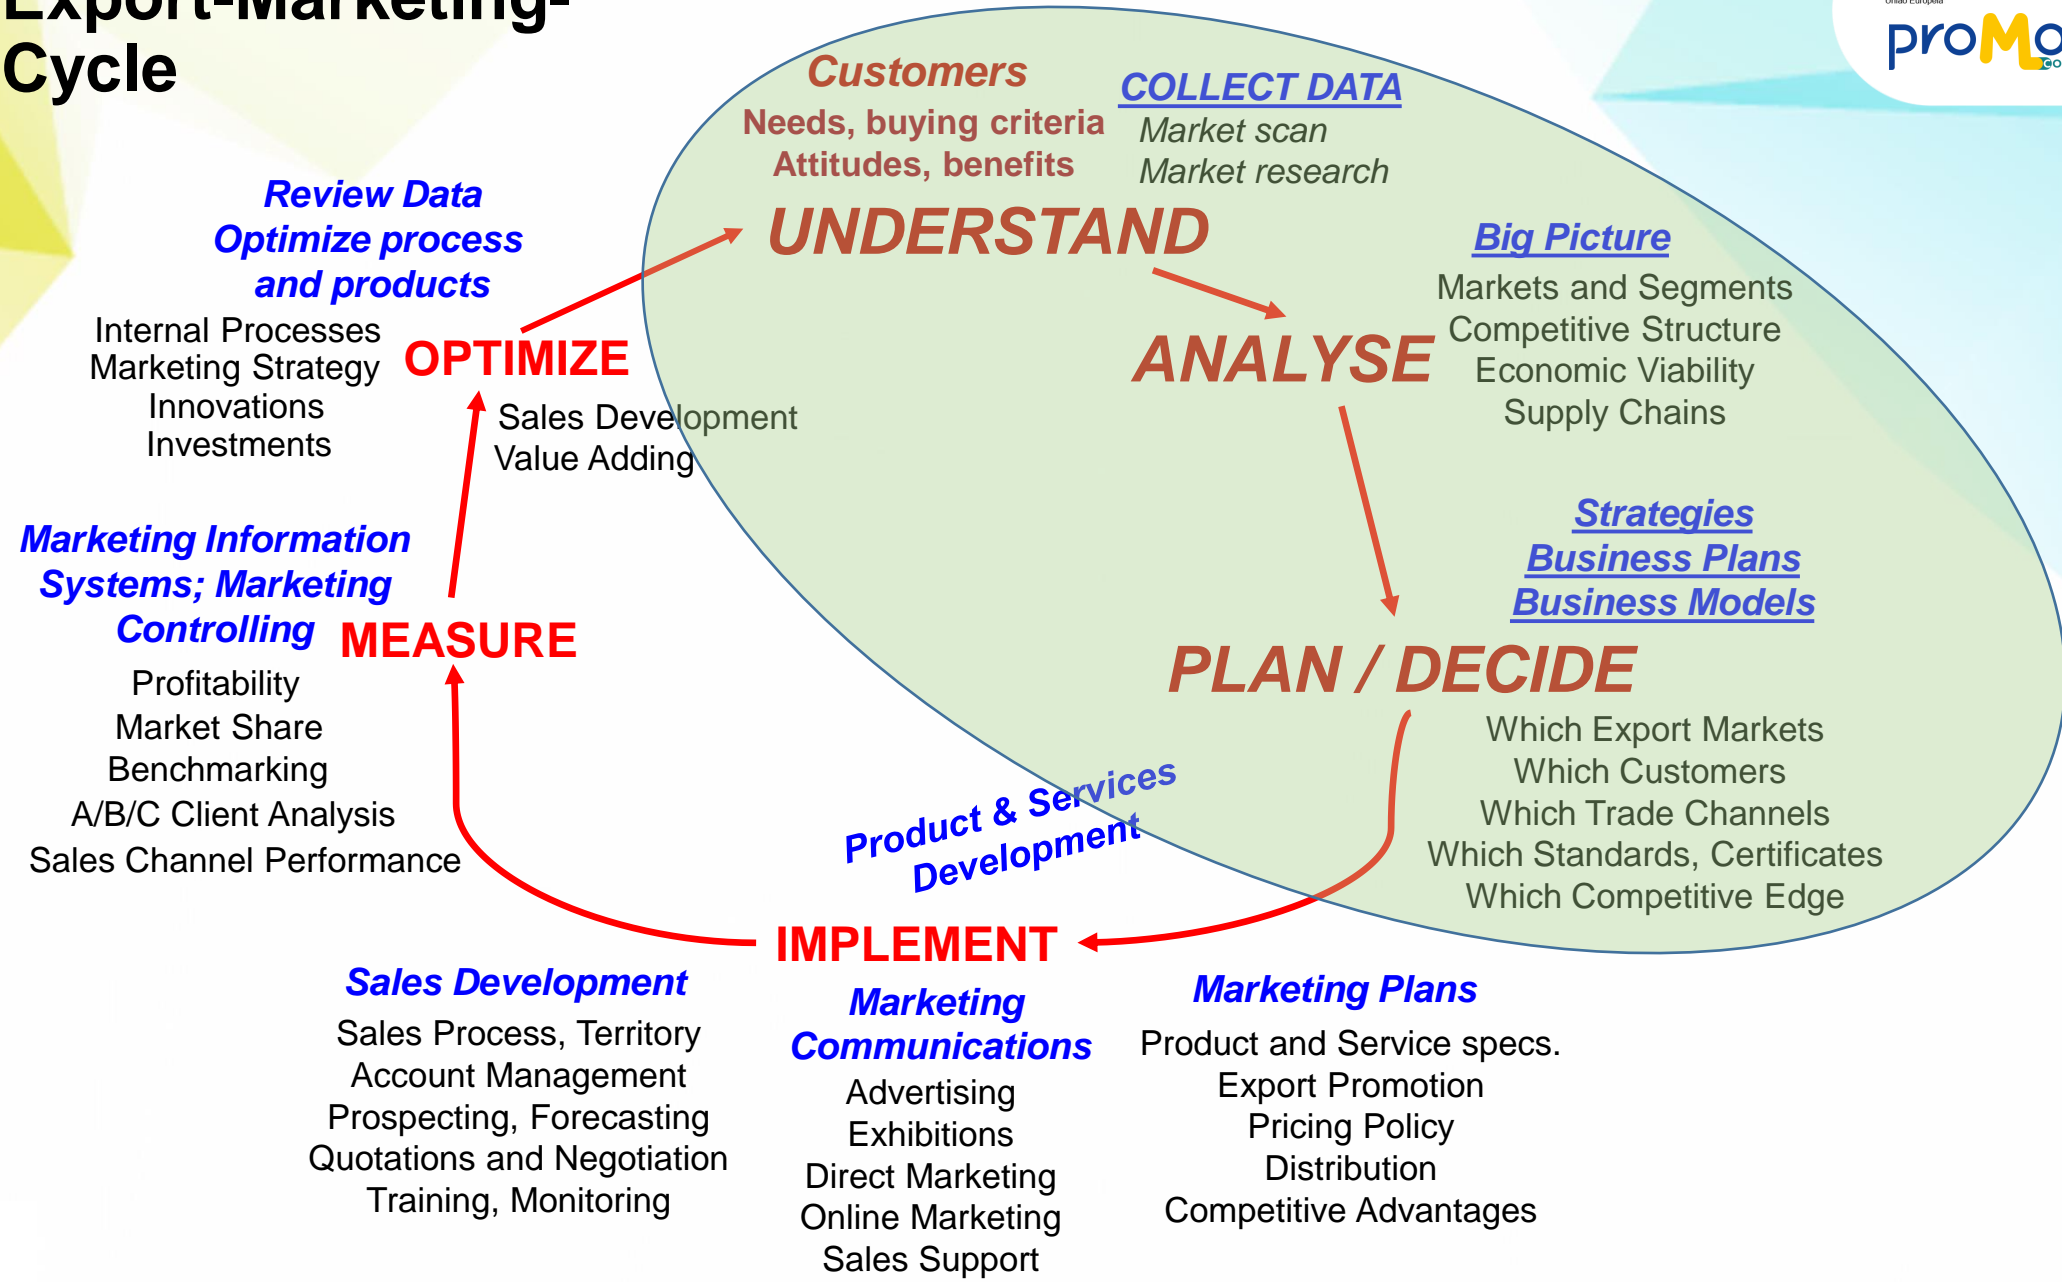 Export-Marketing-
Cycle
União Europeia
proMo
CO
Customers
Needs, buying criteria
Attitudes, benefits
COLLECT DATA
Market scan
Market research
UNDERSTAND
Review Data
Optimize process
and products
Internal Processes
Marketing Strategy
Innovations
Investments
OPTIMIZE
Sales Development
Value Adding
Big Picture
Markets and Segments
Competitive Structure
Economic Viability
Supply Chains
ANALYSE
Marketing Information
Systems; Marketing
Controlling
MEASURE
Profitability
Market Share
Benchmarking
A/B/C Client Analysis
Sales Channel Performance
Strategies
Business Plans
Business Models
PLAN / DECIDE
Which Export Markets
Which Customers
Which Trade Channels
Which Standards, Certificates
Which Competitive Edge
Product & Services
Development
IMPLEMENT
Sales Development
Sales Process, Territory
Account Management
Prospecting, Forecasting
Quotations and Negotiation
Training, Monitoring
Marketing
Communications
Advertising
Exhibitions
Direct Marketing
Online Marketing
Sales Support
Marketing Plans
Product and Service specs.
Export Promotion
Pricing Policy
Distribution
Competitive Advantages